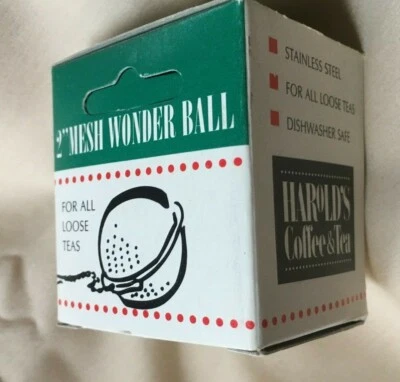 2" MESH WONDER BALL
FOR ALL
LOOSE
TEAS
STAINLESS STEEL
FOR ALL LOOSE TEAS
DISHWASHER SAFE
HAROLD'S
Coffee & Tea